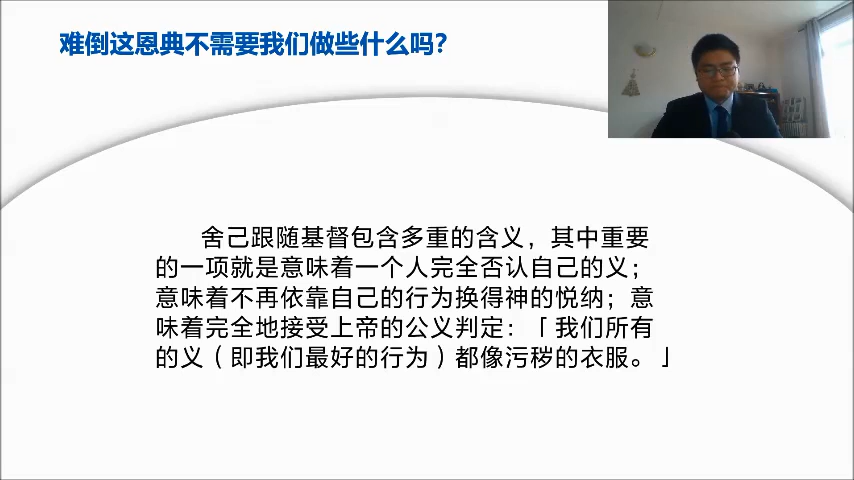 难倒这恩典不需要我们做些什么吗?
舍己跟随基督包含多重的含义，其中重要
的一项就是意味着一个人完全否认自己的义；
意味着不再依靠自己的行为换得神的悦纳；意
味着完全地接受上帝的公义判定：「我们所有
的义（即我们最好的行为）都像污秽的衣服。」